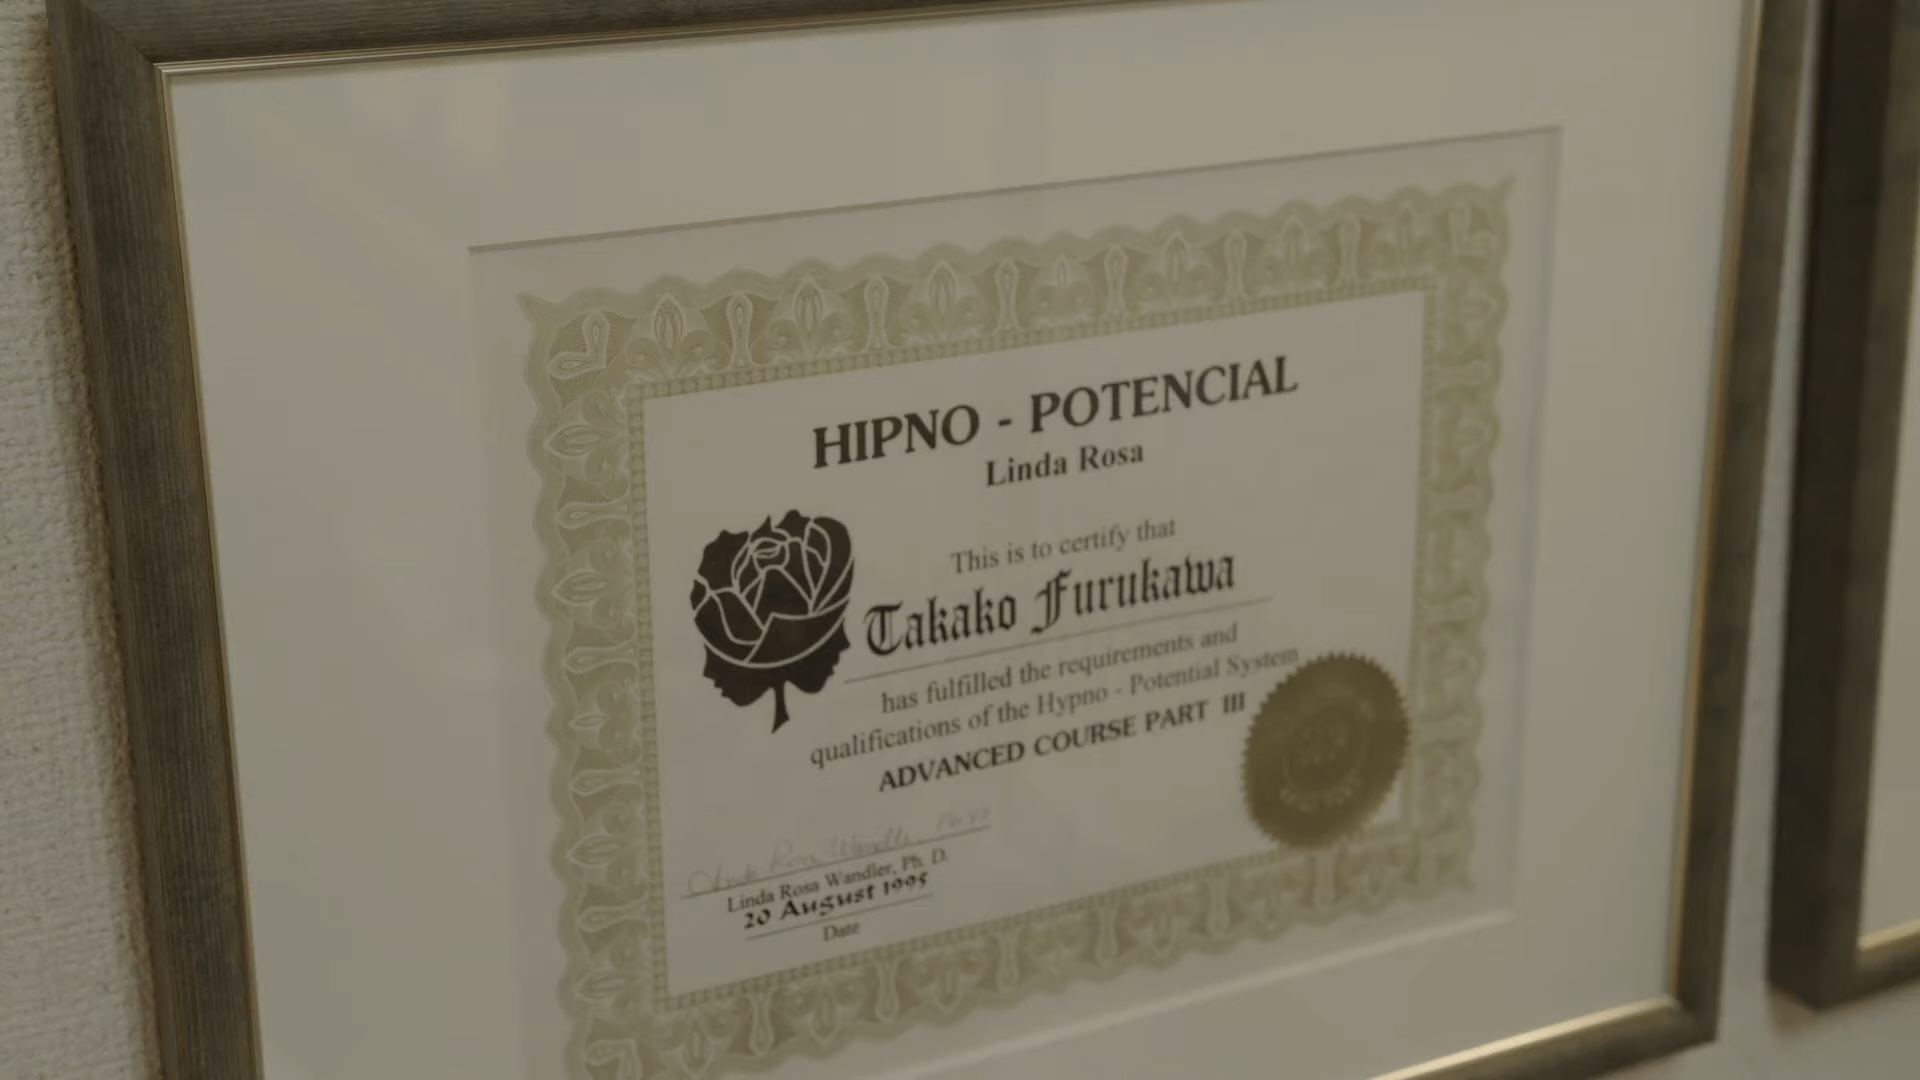 HIPNO - POTENCIAL
Linda Rosa
This is to certify that
Takako Furukawa
has fulfilled the requirements and
qualifications of the Hypno - Potential System
ADVANCED COURSE PART III
Linda Rosa Wandler, Ph. D.
20 August 1995
Date